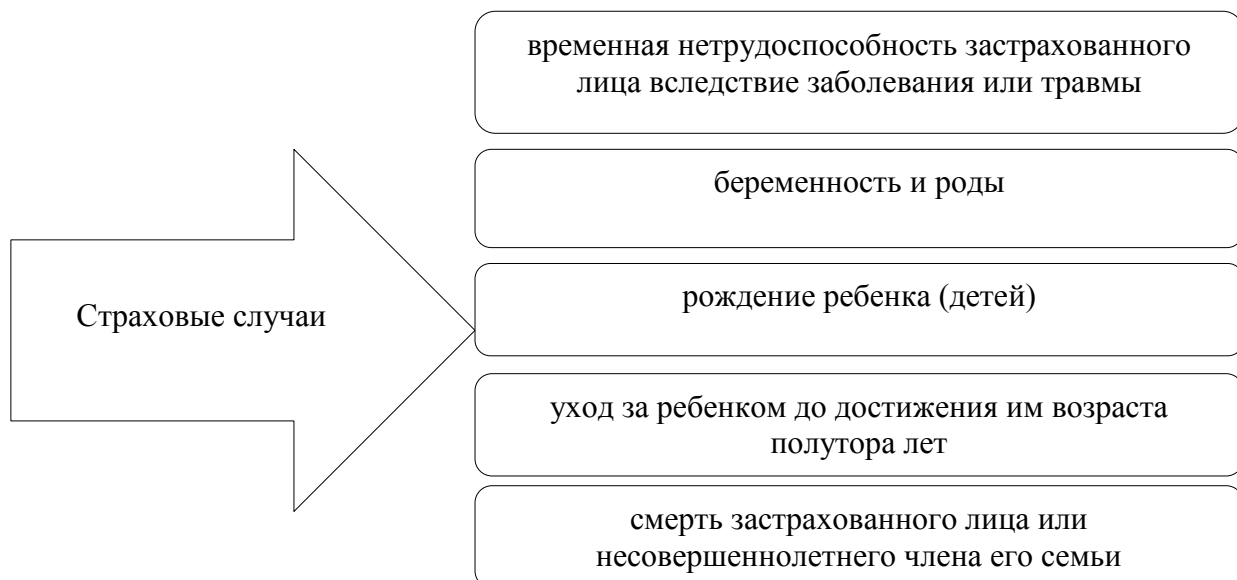 временная нетрудоспособность застрахованного
лица вследствие заболевания или травмы
беременность и роды
Страховые случаи
рождение ребенка (детей)
уход за ребенком до достижения им возраста
полутора лет
смерть застрахованного лица или
несовершеннолетнего члена его семьи